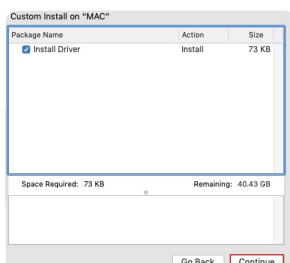 Custom Install on "MAC"
Package Name Action Size
Install Driver Install 73 KB
Space Required: 73 KB Remaining: 40.43 GB
Go Back Continue